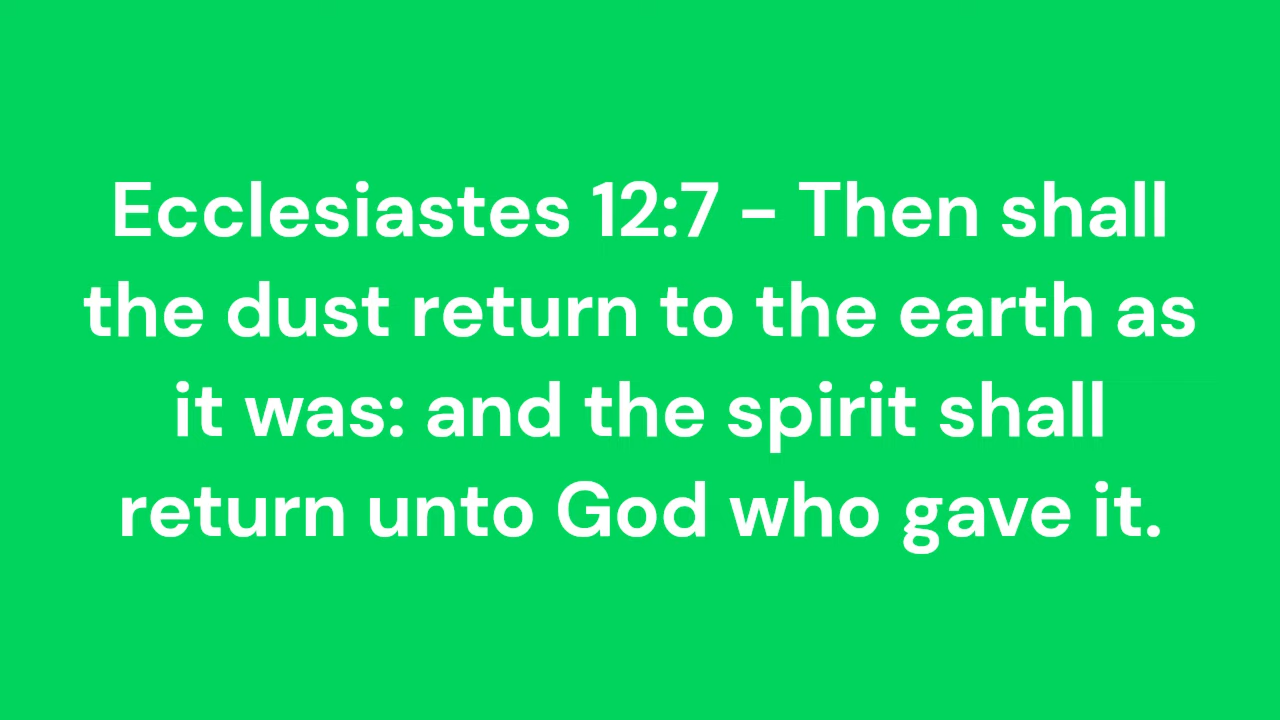 Ecclesiastes 12:7 – Then shall
the dust return to the earth as
it was: and the spirit shall
return unto God who gave it.